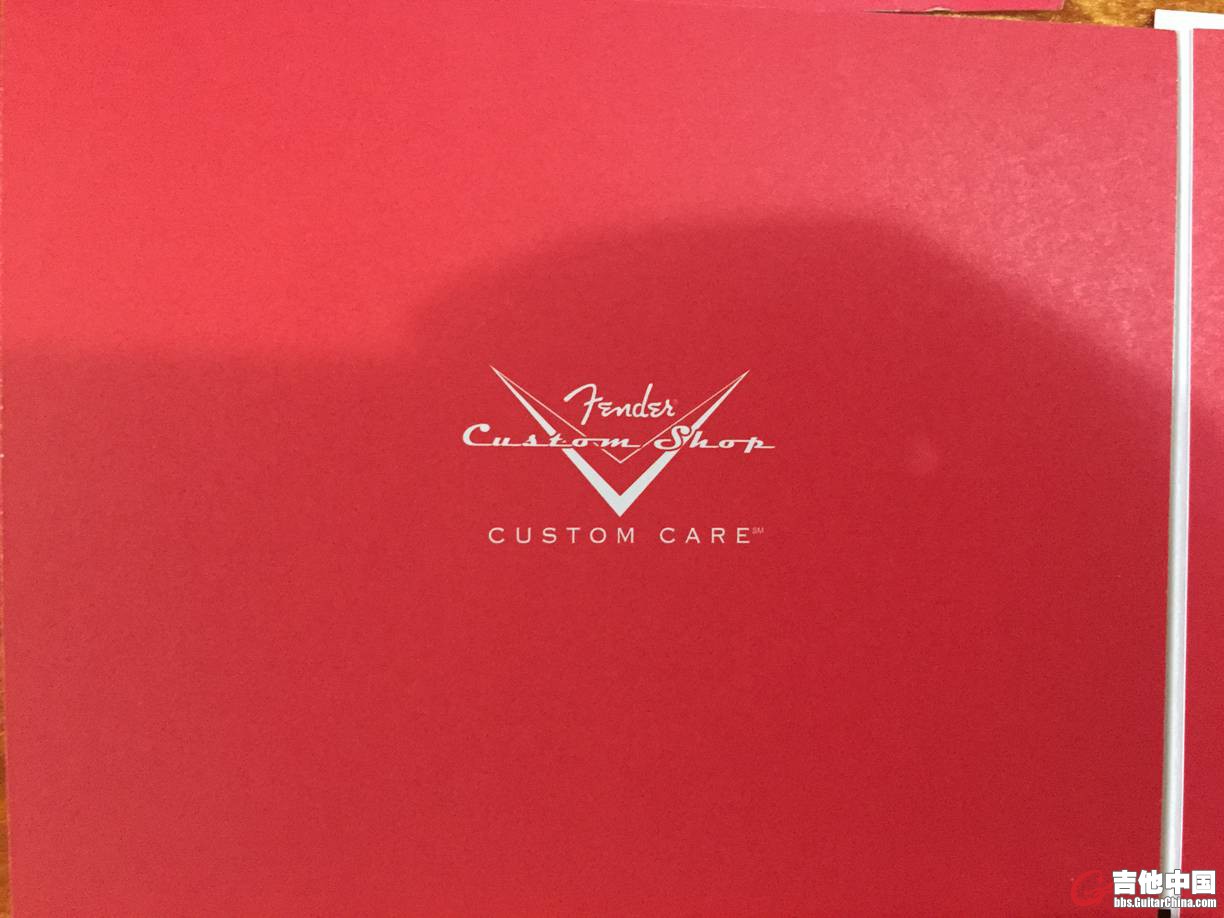 Fender®
Custom Shop
CUSTOM CARE℠
吉他中国
bbs.GuitarChina.com